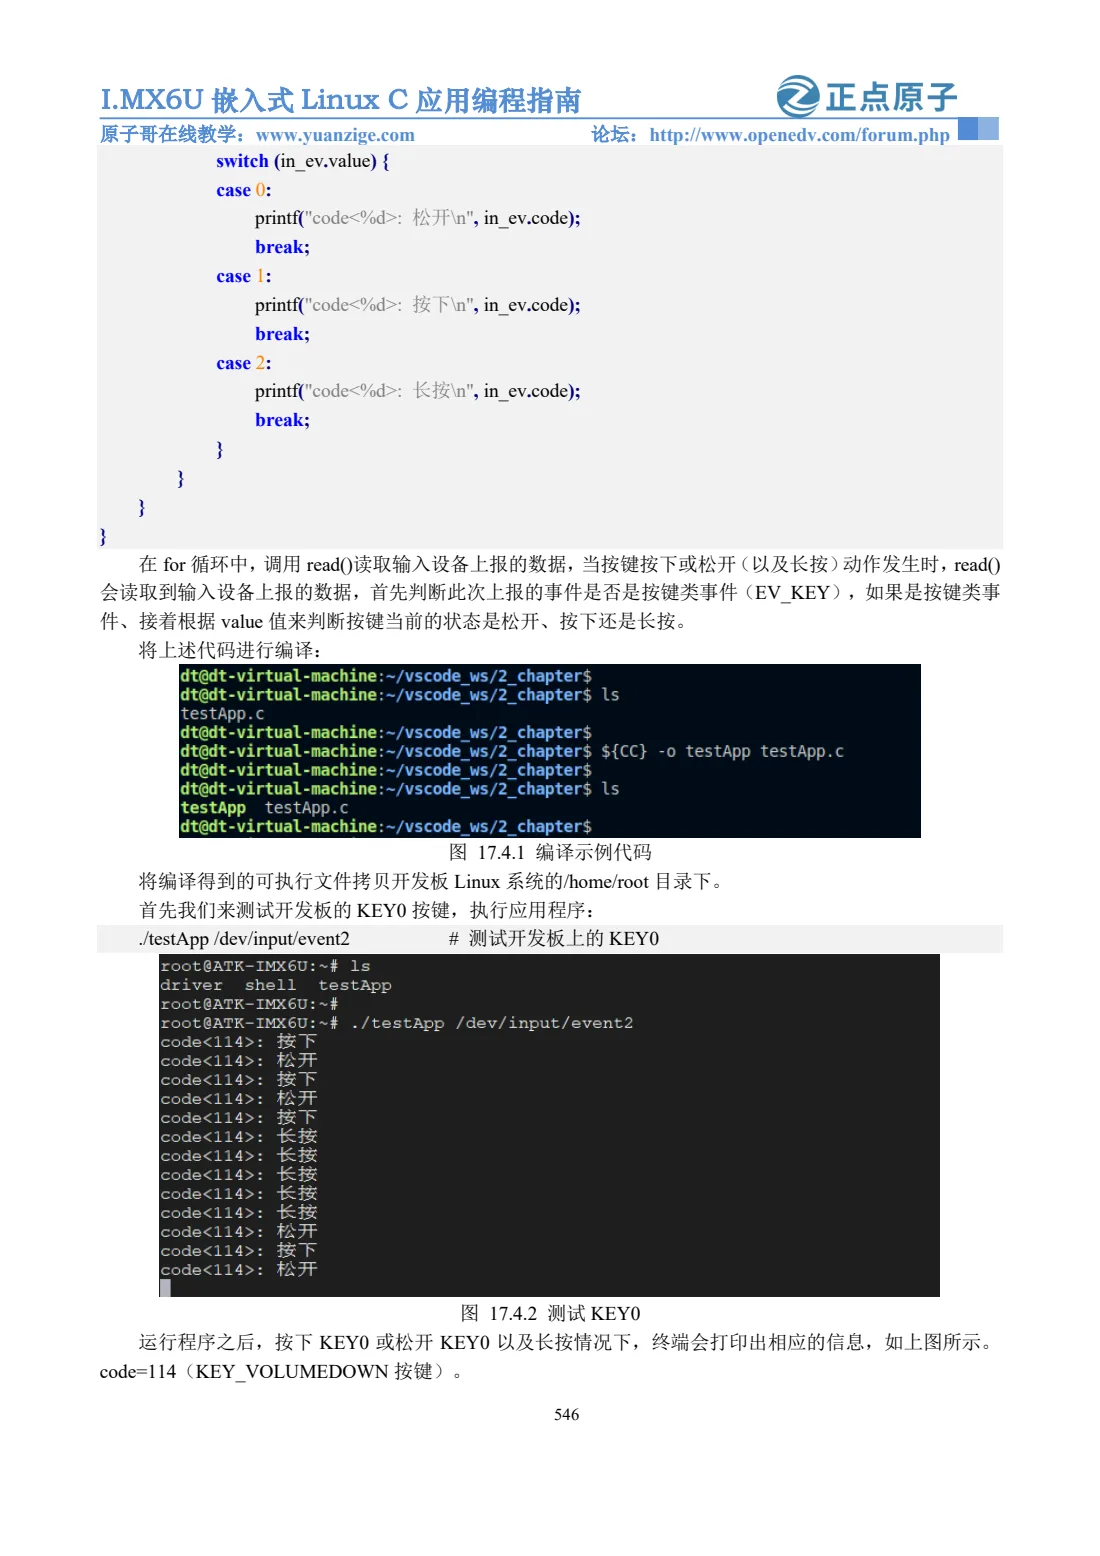 I.MX6U 嵌入式 Linux C 应用编程指南
正点原子
原子哥在线教学：www.yuanzige.com 论坛：http://www.openedv.com/forum.php
switch (in_ev.value) {
case 0:
printf("code<%d>: 松开\n", in_ev.code);
break;
case 1:
printf("code<%d>: 按下\n", in_ev.code);
break;
case 2:
printf("code<%d>: 长按\n", in_ev.code);
break;
}
}
}
}
在 for 循环中，调用 read()读取输入设备上报的数据，当按键按下或松开（以及长按）动作发生时，read()
会读取到输入设备上报的数据，首先判断此次上报的事件是否是按键类事件（EV_KEY），如果是按键类事
件、接着根据 value 值来判断按键当前的状态是松开、按下还是长按。
将上述代码进行编译：
dt@dt-virtual-machine:~/vscode_ws/2_chapter$
dt@dt-virtual-machine:~/vscode_ws/2_chapter$ ls
testApp.c
dt@dt-virtual-machine:~/vscode_ws/2_chapter$
dt@dt-virtual-machine:~/vscode_ws/2_chapter$ ${CC} -o testApp testApp.c
dt@dt-virtual-machine:~/vscode_ws/2_chapter$
dt@dt-virtual-machine:~/vscode_ws/2_chapter$ ls
testApp testApp.c
dt@dt-virtual-machine:~/vscode_ws/2_chapter$
图 17.4.1 编译示例代码
将编译得到的可执行文件拷贝开发板 Linux 系统的/home/root 目录下。
首先我们来测试开发板的 KEY0 按键，执行应用程序：
./testApp /dev/input/event2 # 测试开发板上的 KEY0
root@ATK-IMX6U:~# ls
driver shell testApp
root@ATK-IMX6U:~#
root@ATK-IMX6U:~# ./testApp /dev/input/event2
code<114>: 按下
code<114>: 松开
code<114>: 按下
code<114>: 松开
code<114>: 按下
code<114>: 长按
code<114>: 长按
code<114>: 长按
code<114>: 长按
code<114>: 长按
code<114>: 松开
code<114>: 按下
code<114>: 松开
图 17.4.2 测试 KEY0
运行程序之后，按下 KEY0 或松开 KEY0 以及长按情况下，终端会打印出相应的信息，如上图所示。
code=114（KEY_VOLUMEDOWN 按键）。
546